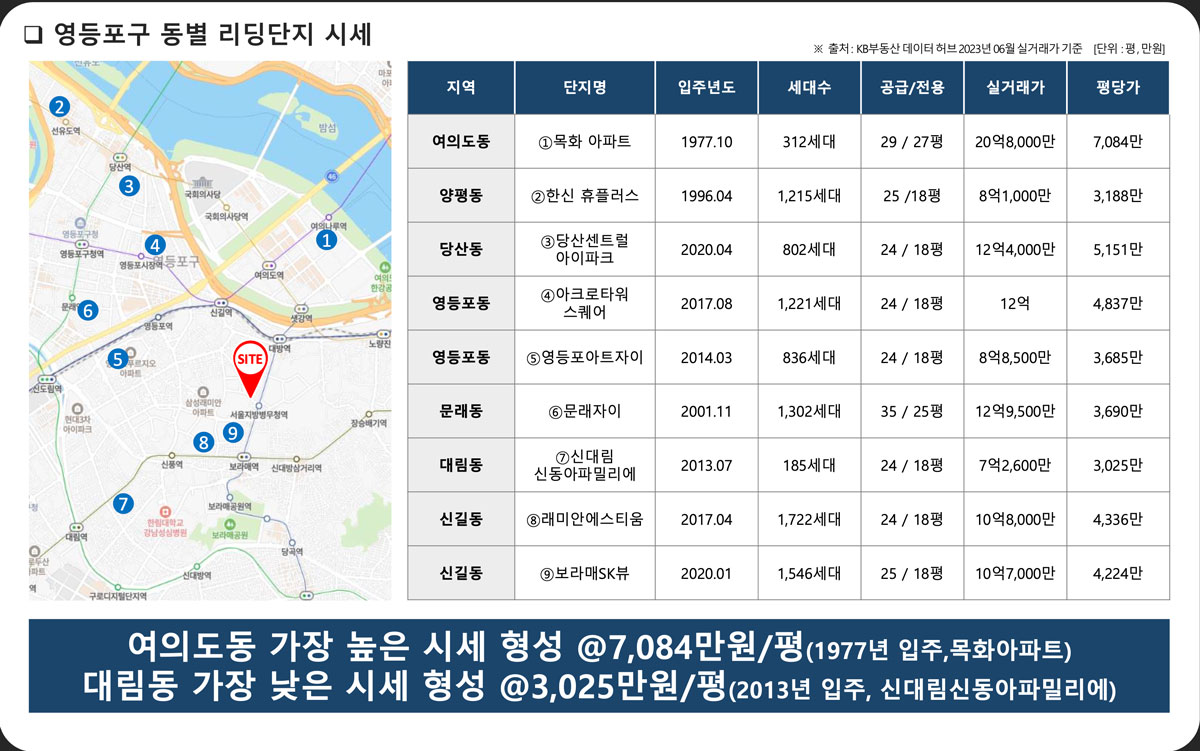 ❑ 영등포구 동별 리딩단지 시세
※ 출처 : KB부동산 데이터 허브 2023년 06월 실거래가 기준 [단위 : 평, 만원]
지역 단지명 입주년도 세대수 공급/전용 실거래가 평당가
여의도동 ①목화 아파트 1977.10 312세대 29 / 27평 20억8,000만 7,084만
양평동 ②한신 휴플러스 1996.04 1,215세대 25 /18평 8억1,000만 3,188만
당산동 ③당산센트럴 아이파크 2020.04 802세대 24 / 18평 12억4,000만 5,151만
영등포동 ④아크로타워 스퀘어 2017.08 1,221세대 24 / 18평 12억 4,837만
영등포동 ⑤영등포아트자이 2014.03 836세대 24 / 18평 8억8,500만 3,685만
문래동 ⑥문래자이 2001.11 1,302세대 35 / 25평 12억9,500만 3,690만
대림동 ⑦신대림 신동아파밀리에 2013.07 185세대 24 / 18평 7억2,600만 3,025만
신길동 ⑧래미안에스티움 2017.04 1,722세대 24 / 18평 10억8,000만 4,336만
신길동 ⑨보라매SK뷰 2020.01 1,546세대 25 / 18평 10억7,000만 4,224만
2
선유도역
밤섬
당산역
3
국회의사당
46
국회의사당역
여의나루역
1
영등포구청
영등포구청역
4
영등포시장역
영등포구
여의도역
6
신길역
샛강역
영등포역
대방역
노량진
5
푸르지오
아파트
SITE
신도림역
삼성래미안
아파트
현대3차
아이파크
서울지방병무청역
장승배기역
8
9
신풍역
보라매역
신대방삼거리역
7
보라매공원역
한림대학교
강남성심병원
보라매공원
대림역
당곡역
신대방역
구로디지털단지역
여의도동 가장 높은 시세 형성 @7,084만원/평(1977년 입주,목화아파트)
대림동 가장 낮은 시세 형성 @3,025만원/평(2013년 입주, 신대림신동아파밀리에)